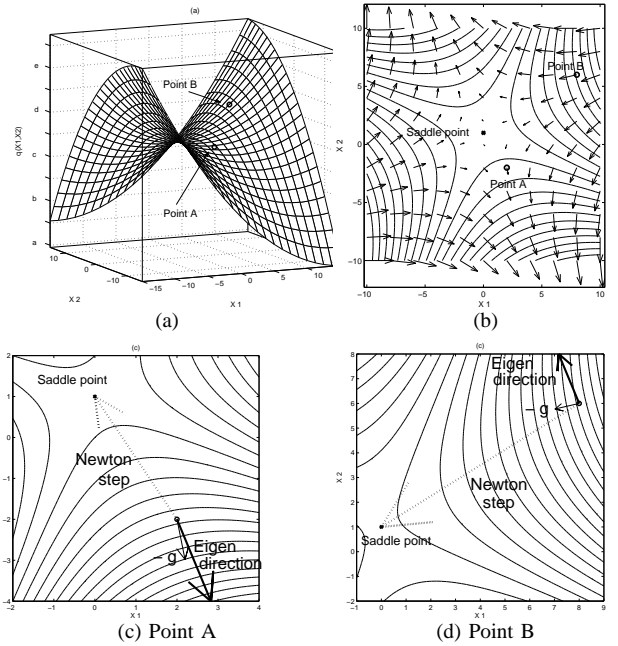 (a)
q(X1,X2)
e
d
c
b
a
Point B
Point A
10
0
−10
X 2
−15
−10
−5
0
5
10
X 1
(a)
(b)
10
5
0
−5
−10
X 2
Point B
Saddle point
Point A
−10
−5
0
5
10
X 1
(b)
(c)
2
1
0
−1
−2
−3
−4
X 2
Saddle point
Newton
step
− g
Eigen
direction
−2
−1
0
1
2
3
4
X 1
(c) Point A
(c)
8
7
6
5
4
3
2
1
0
−1
−2
X 2
Eigen
direction
− g
Newton
step
Saddle point
−1
0
1
2
3
4
5
6
7
8
9
X 1
(d) Point B